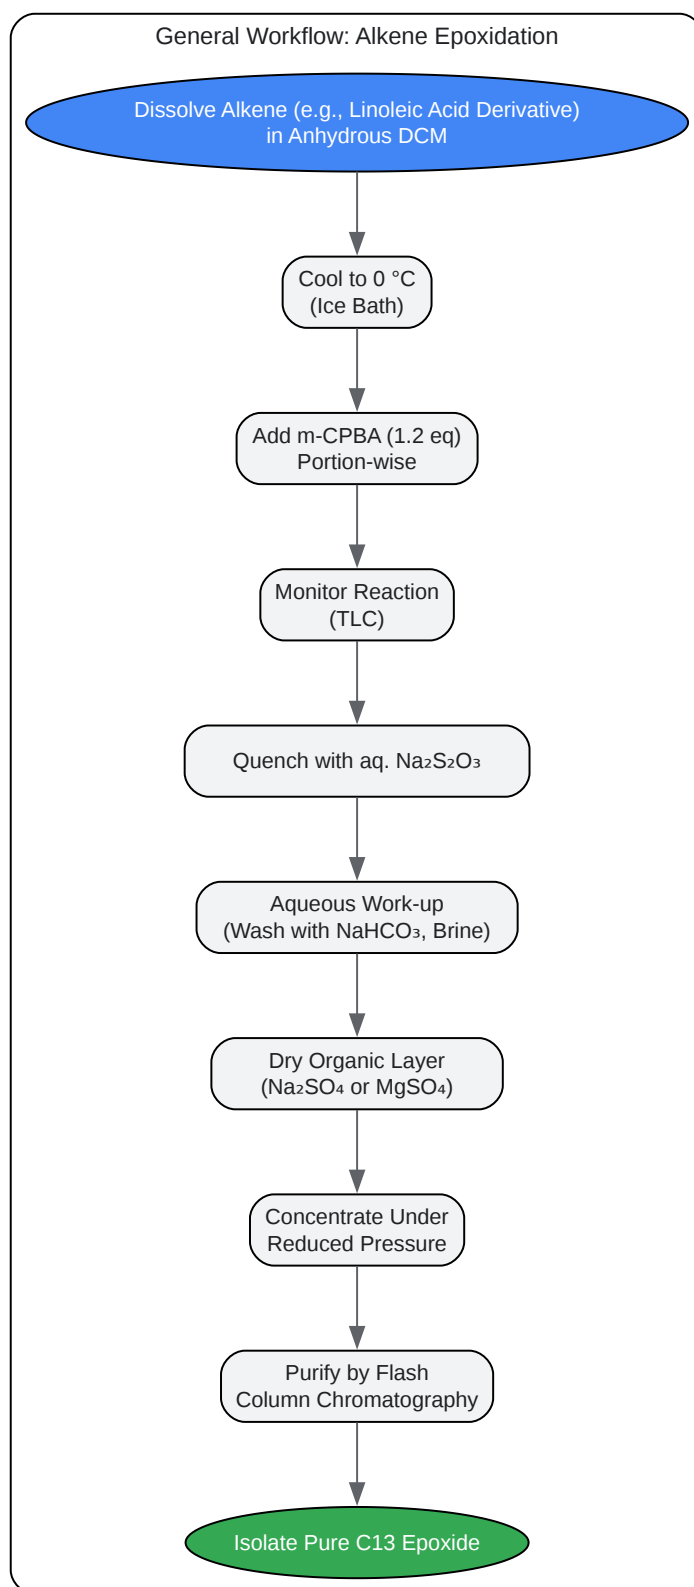 General Workflow: Alkene Epoxidation
Dissolve Alkene (e.g., Linoleic Acid Derivative)
in Anhydrous DCM
Cool to 0 °C
(Ice Bath)
Add m-CPBA (1.2 eq)
Portion-wise
Monitor Reaction
(TLC)
Quench with aq. Na₂S₂O₃
Aqueous Work-up
(Wash with NaHCO₃, Brine)
Dry Organic Layer
(Na₂SO₄ or MgSO₄)
Concentrate Under
Reduced Pressure
Purify by Flash
Column Chromatography
Isolate Pure C13 Epoxide